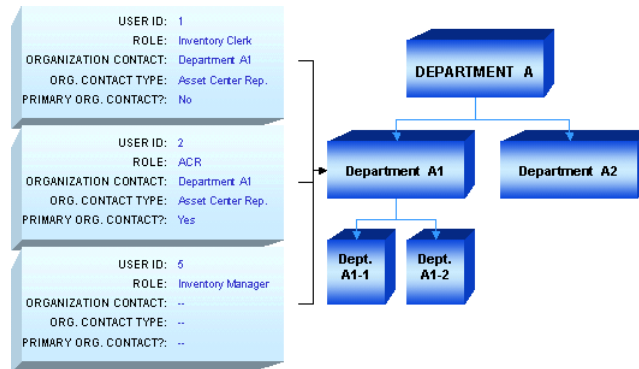 USER ID: 1
ROLE: Inventory Clerk
ORGANIZATION CONTACT: Department A1
ORG. CONTACT TYPE: Asset Center Rep.
PRIMARY ORG. CONTACT?: No
USER ID: 2
ROLE: ACR
ORGANIZATION CONTACT: Department A1
ORG. CONTACT TYPE: Asset Center Rep.
PRIMARY ORG. CONTACT?: Yes
USER ID: 5
ROLE: Inventory Manager
ORGANIZATION CONTACT: --
ORG. CONTACT TYPE: --
PRIMARY ORG. CONTACT?: --
DEPARTMENT A
Department A1
Department A2
Dept.
A1-1
Dept.
A1-2